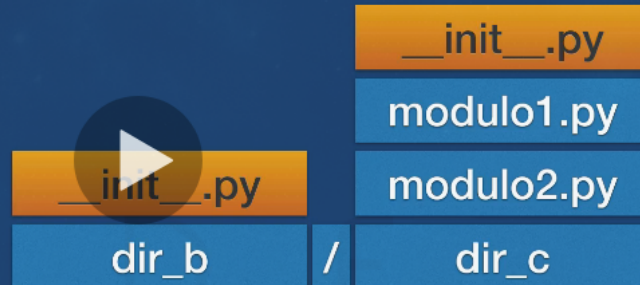 __init__.py
modulo1.py
__init__.py modulo2.py
dir_b / dir_c